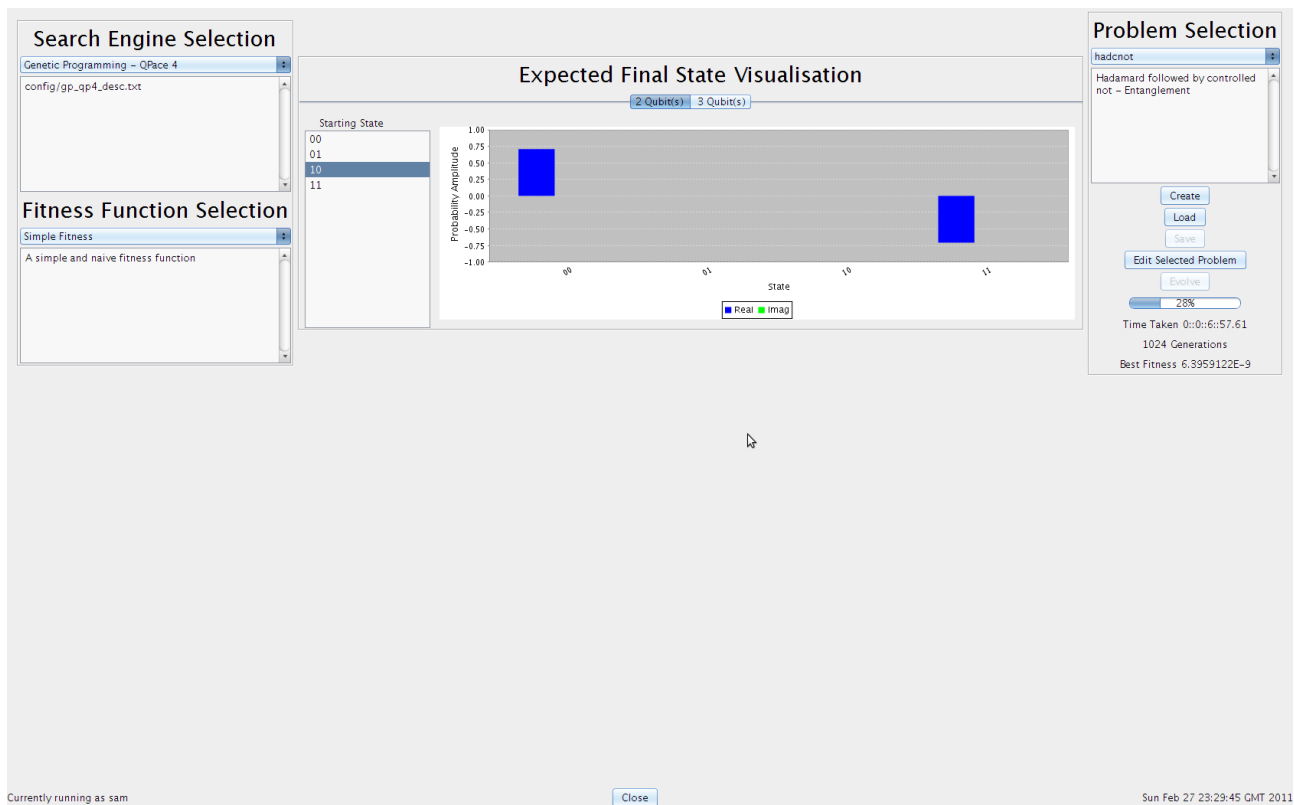 Search Engine Selection
Genetic Programming – QPace 4
config/gp_qp4_desc.txt
Fitness Function Selection
Simple Fitness
A simple and naive fitness function
Expected Final State Visualisation
2 Qubit(s) 3 Qubit(s)
Starting State
00
01
10
11
Probability Amplitude
1.00
0.75
0.50
0.25
0.00
-0.25
-0.50
-0.75
-1.00
00 01 10 11
State
Real Imag
Problem Selection
hadcnot
Hadamard followed by controlled
not – Entanglement
Create
Load
Save
Edit Selected Problem
Evolve
28%
Time Taken 0::0::6::57.61
1024 Generations
Best Fitness 6.3959122E-9
Currently running as sam
Close
Sun Feb 27 23:29:45 GMT 2011